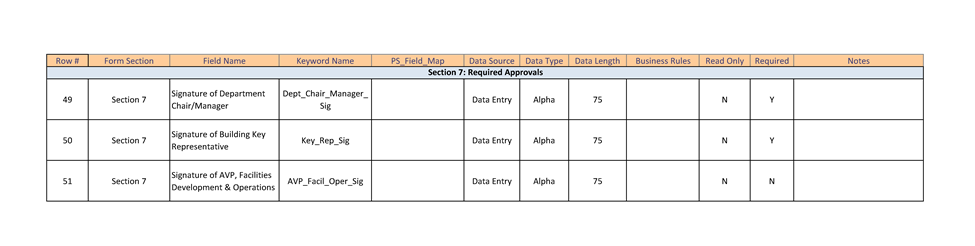 Row # Form Section Field Name Keyword Name PS_Field_Map Data Source Data Type Data Length Business Rules Read Only Required Notes
Section 7: Required Approvals
49 Section 7 Signature of Department Chair/Manager Dept_Chair_Manager_Sig Data Entry Alpha 75 N Y
50 Section 7 Signature of Building Key Representative Key_Rep_Sig Data Entry Alpha 75 N Y
51 Section 7 Signature of AVP, Facilities Development & Operations AVP_Facil_Oper_Sig Data Entry Alpha 75 N N